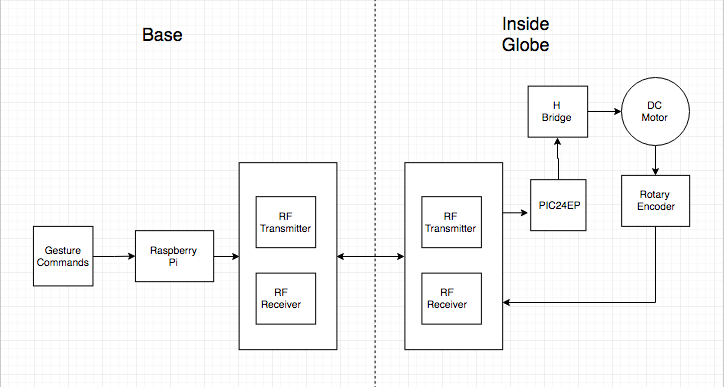 Base
Inside
Globe
Gesture
Commands
Raspberry
Pi
RF
Transmitter
RF
Receiver
RF
Transmitter
RF
Receiver
PIC24EP
H
Bridge
DC
Motor
Rotary
Encoder